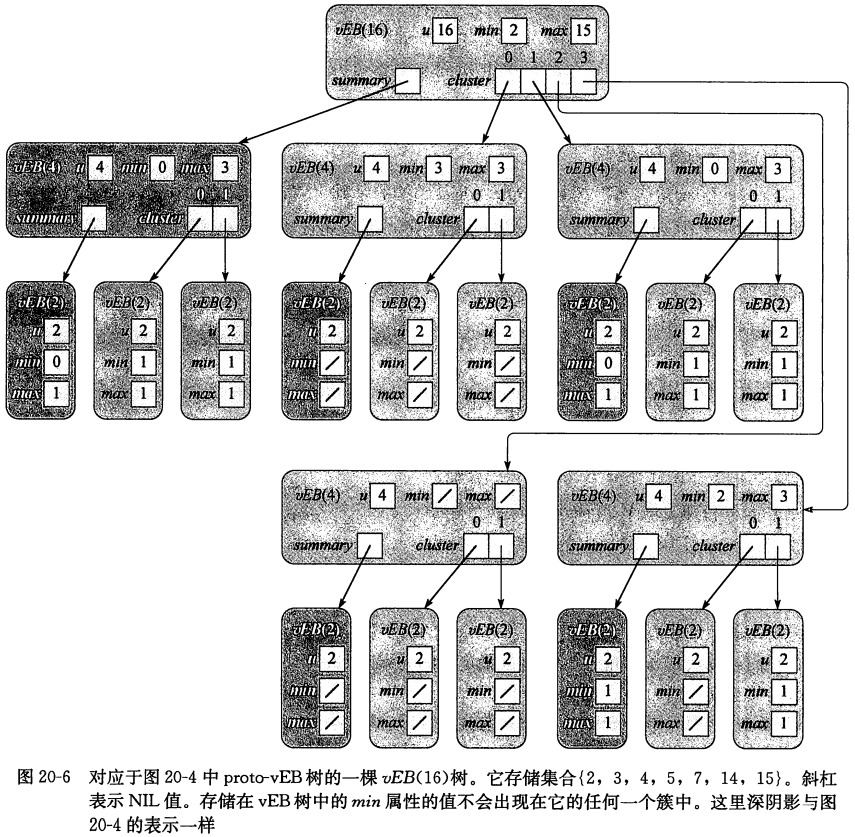 vEB(16) u 16 min 2 max 15
0 1 2 3
summary cluster
vEB(4) u 4 min 0 max 3
0 1
summary cluster
vEB(4) u 4 min 3 max 3
0 1
summary cluster
vEB(4) u 4 min 0 max 3
0 1
summary cluster
vEB(2)
u 2
min 0
max 1
vEB(2)
u 2
min 1
max 1
vEB(2)
u 2
min 1
max 1
vEB(2)
u 2
min /
max /
vEB(2)
u 2
min /
max /
vEB(2)
u 2
min /
max /
vEB(2)
u 2
min 0
max 1
vEB(2)
u 2
min 1
max 1
vEB(2)
u 2
min 1
max 1
vEB(4) u 4 min / max /
0 1
summary cluster
vEB(4) u 4 min 2 max 3
0 1
summary cluster
vEB(2)
u 2
min /
max /
vEB(2)
u 2
min /
max /
vEB(2)
u 2
min /
max /
vEB(2)
u 2
min 1
max 1
vEB(2)
u 2
min /
max /
vEB(2)
u 2
min 1
max 1
图 20-6 对应于图 20-4 中 proto-vEB 树的一棵 vEB(16)树。它存储集合{2, 3, 4, 5, 7, 14, 15}。斜杠
表示 NIL 值。存储在 vEB 树中的 min 属性的值不会出现在它的任何一个簇中。这里深阴影与图
20-4 的表示一样